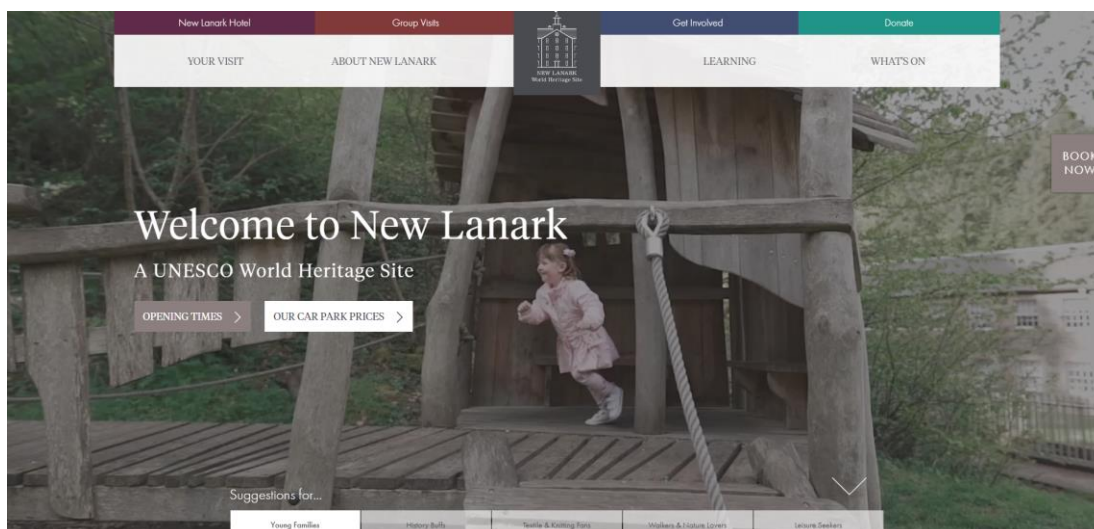 New Lanark Hotel
Group Visits
Get Involved
Donate
YOUR VISIT
ABOUT NEW LANARK
NEW LANARK
World Heritage Site
LEARNING
WHAT'S ON
BOOK
NOW
Welcome to New Lanark
A UNESCO World Heritage Site
OPENING TIMES
OUR CAR PARK PRICES
Suggestions for...
Young Families
History Buffs
Textile & Knitting Fans
Walkers & Nature Lovers
Leisure Seekers